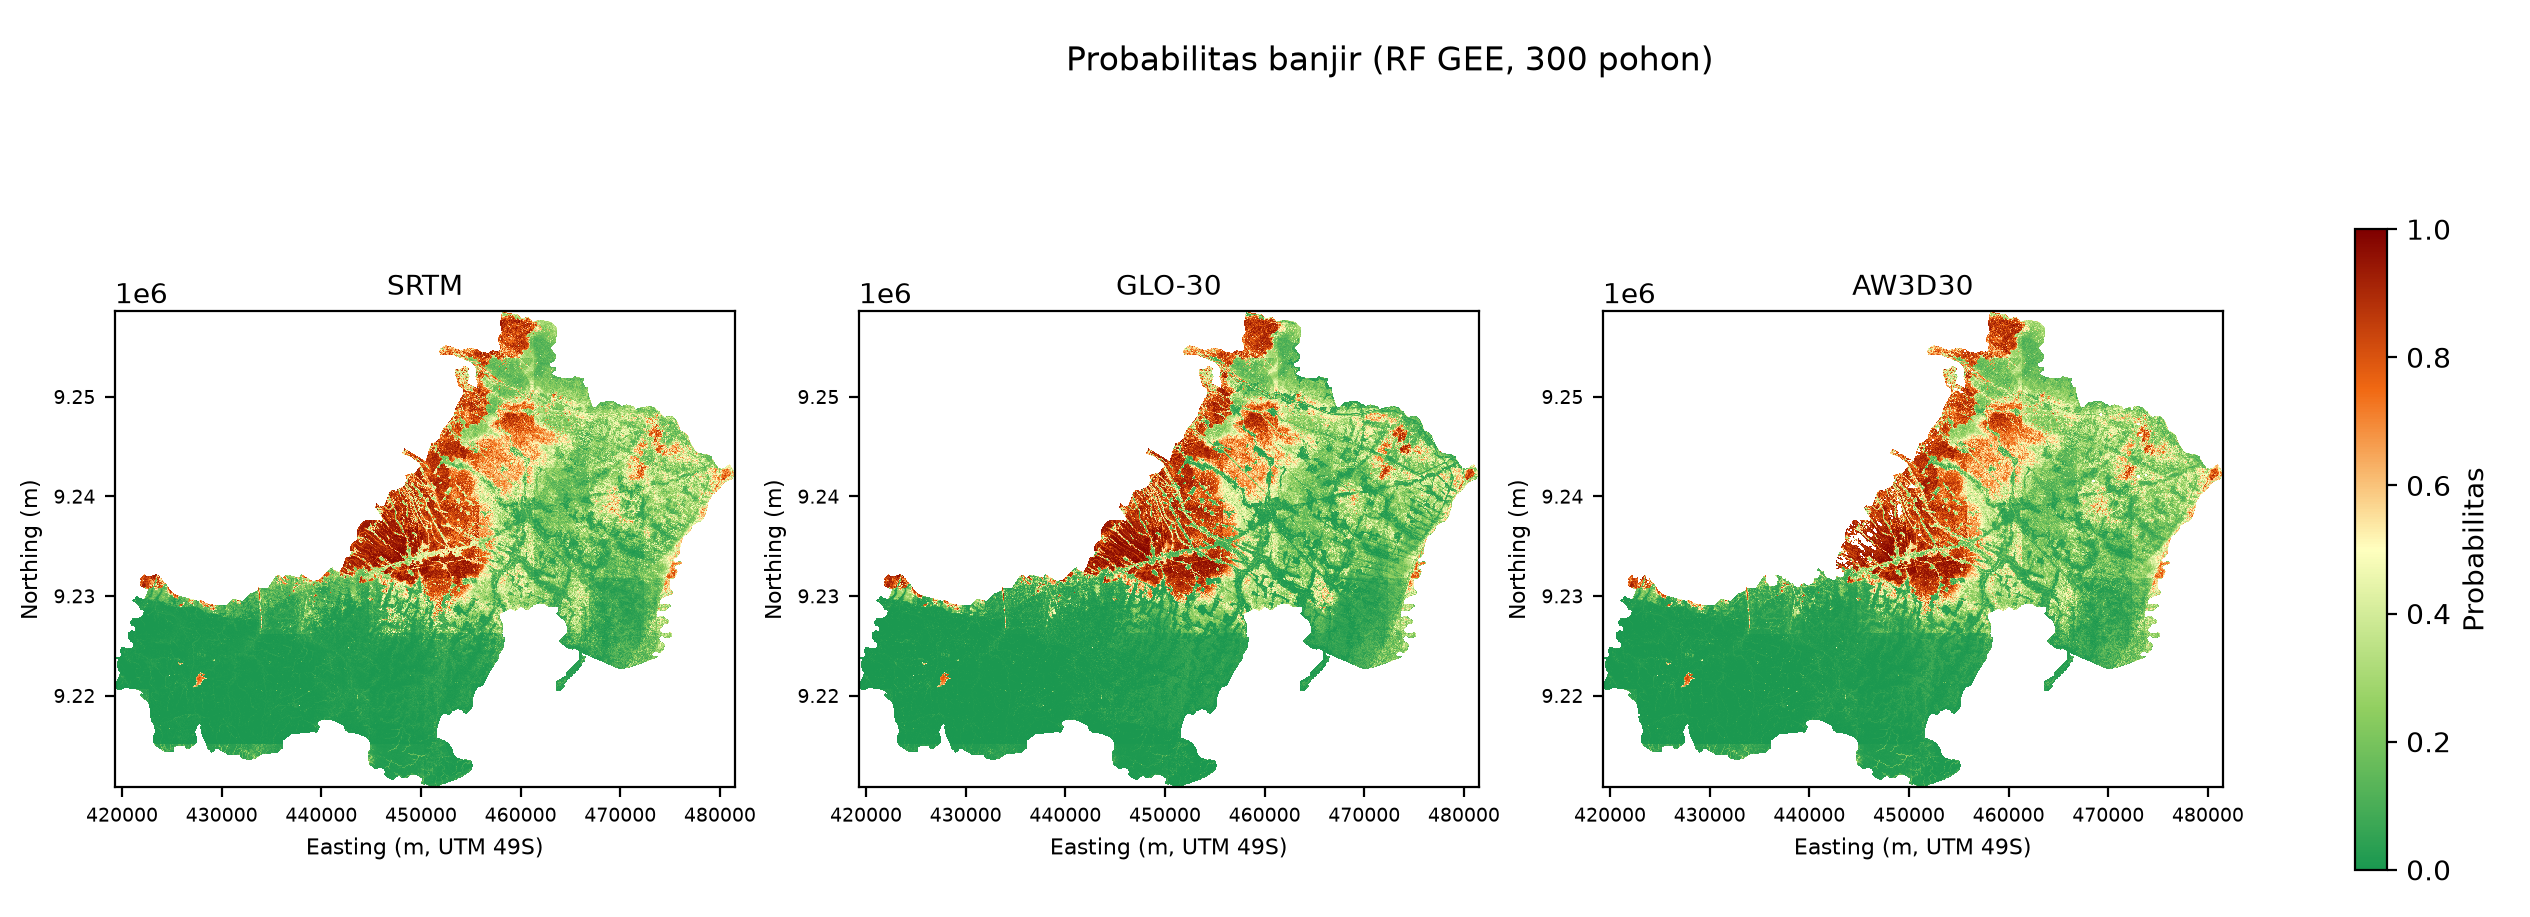 Probabilitas banjir (RF GEE, 300 pohon)
SRTM
1e6
9.25
9.24
9.23
9.22
Northing (m)
420000 430000 440000 450000 460000 470000 480000
Easting (m, UTM 49S)
GLO-30
1e6
9.25
9.24
9.23
9.22
Northing (m)
420000 430000 440000 450000 460000 470000 480000
Easting (m, UTM 49S)
AW3D30
1e6
9.25
9.24
9.23
9.22
Northing (m)
420000 430000 440000 450000 460000 470000 480000
Easting (m, UTM 49S)
1.0
0.8
0.6
0.4
0.2
0.0
Probabilitas